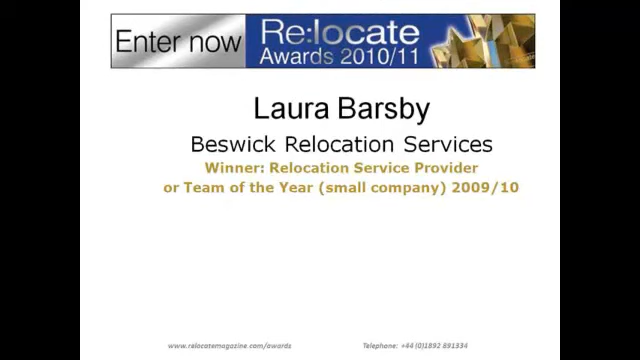 Enter now
Re:locate
Awards 2010/11
Laura Barsby
Beswick Relocation Services
Winner: Relocation Service Provider
or Team of the Year (small company) 2009/10
www.relocatemagazine.com/awards
Telephone: +44 (0)1892 891334